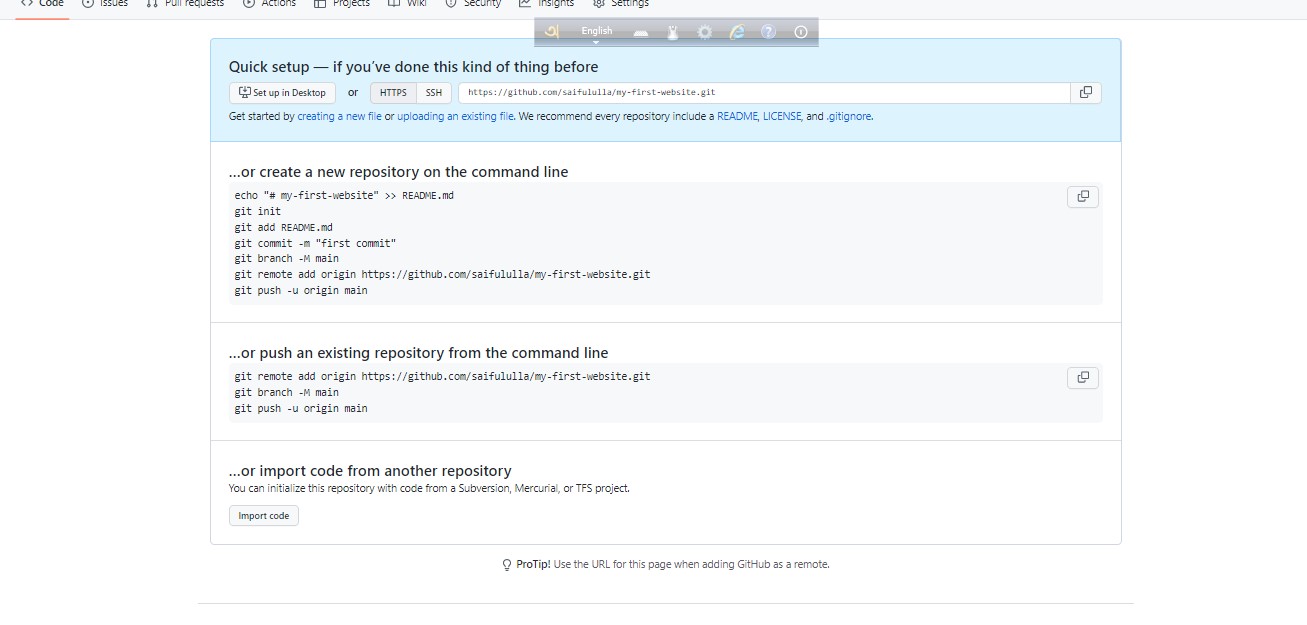 Code Issues Pull requests Actions Projects Wiki Security Insights Settings
English
Quick setup — if you've done this kind of thing before
Set up in Desktop or HTTPS SSH https://github.com/saifululla/my-first-website.git
Get started by creating a new file or uploading an existing file. We recommend every repository include a README, LICENSE, and .gitignore.
...or create a new repository on the command line
echo "# my-first-website" >> README.md
git init
git add README.md
git commit -m "first commit"
git branch -M main
git remote add origin https://github.com/saifululla/my-first-website.git
git push -u origin main
...or push an existing repository from the command line
git remote add origin https://github.com/saifululla/my-first-website.git
git branch -M main
git push -u origin main
...or import code from another repository
You can initialize this repository with code from a Subversion, Mercurial, or TFS project.
Import code
ProTip! Use the URL for this page when adding GitHub as a remote.